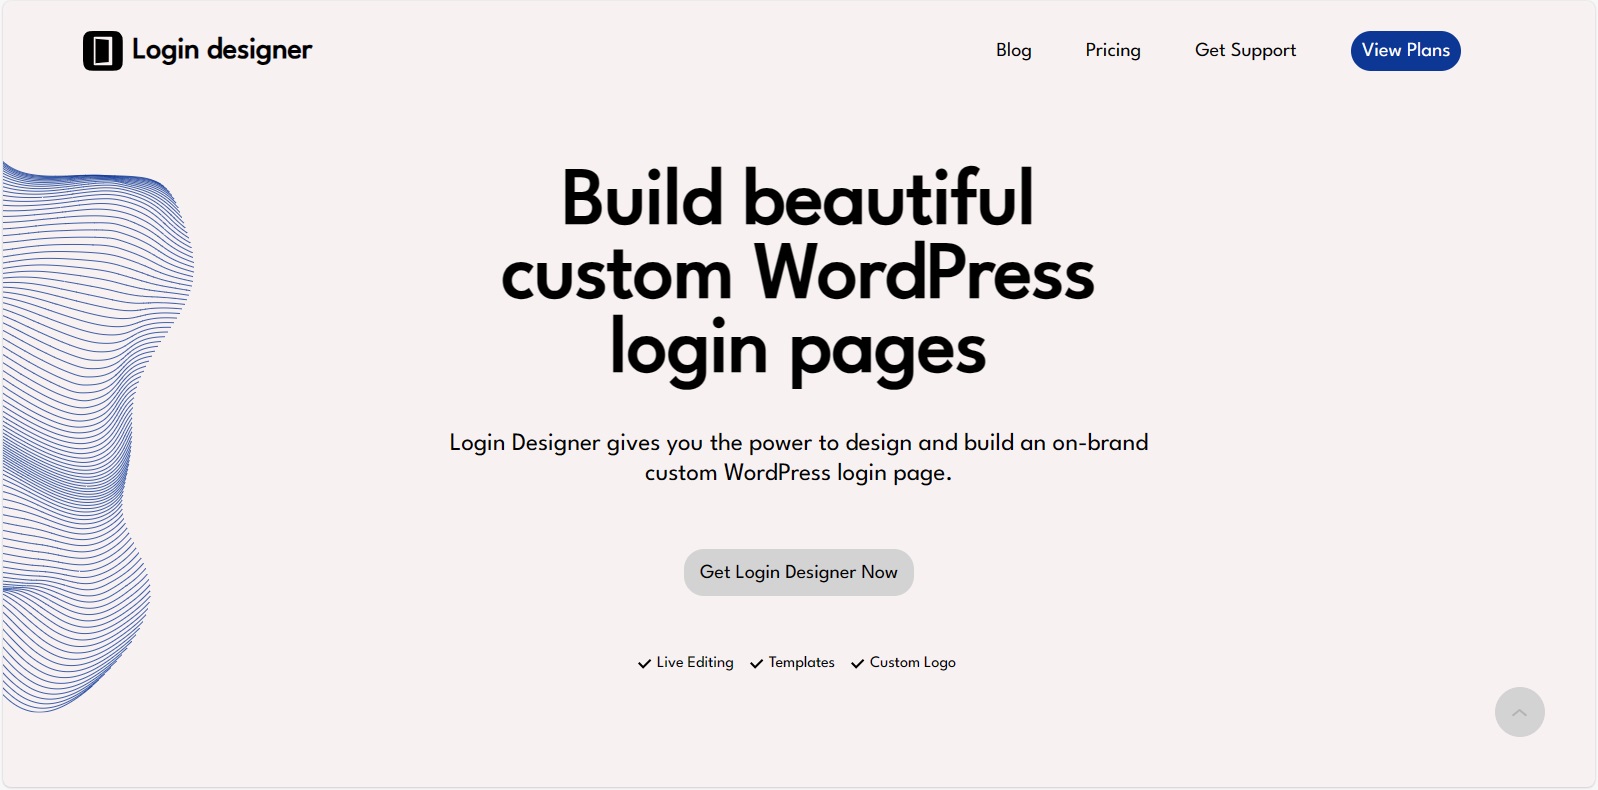 Login designer
Blog
Pricing
Get Support
View Plans
Build beautiful
custom WordPress
login pages
Login Designer gives you the power to design and build an on-brand
custom WordPress login page.
Get Login Designer Now
Live Editing
Templates
Custom Logo